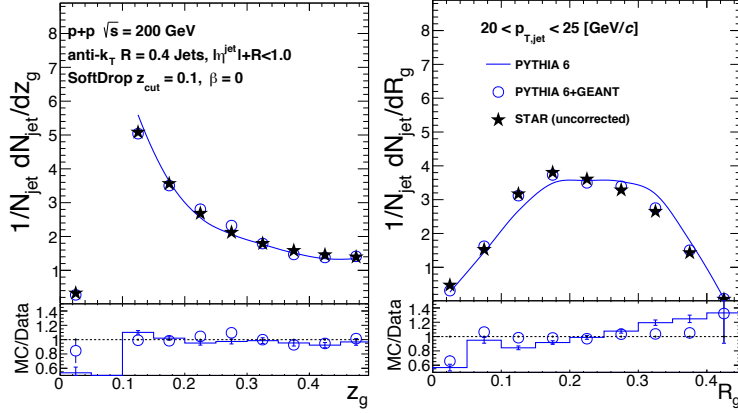 p+p √s = 200 GeV
anti-k_T R = 0.4 Jets, |η^jet|+R<1.0
SoftDrop z_cut = 0.1, β = 0
1/N_jet dN_jet/dz_g
8
7
6
5
4
3
2
1
MC/Data
1.4
1.2
1
0.8
0.6
0 0.1 0.2 0.3 0.4
z_g
20 < p_T,jet < 25 [GeV/c]
PYTHIA 6
PYTHIA 6+GEANT
STAR (uncorrected)
1/N_jet dN_jet/dR_g
8
7
6
5
4
3
2
1
MC/Data
1.4
1.2
1
0.8
0.6
0 0.1 0.2 0.3 0.4
R_g